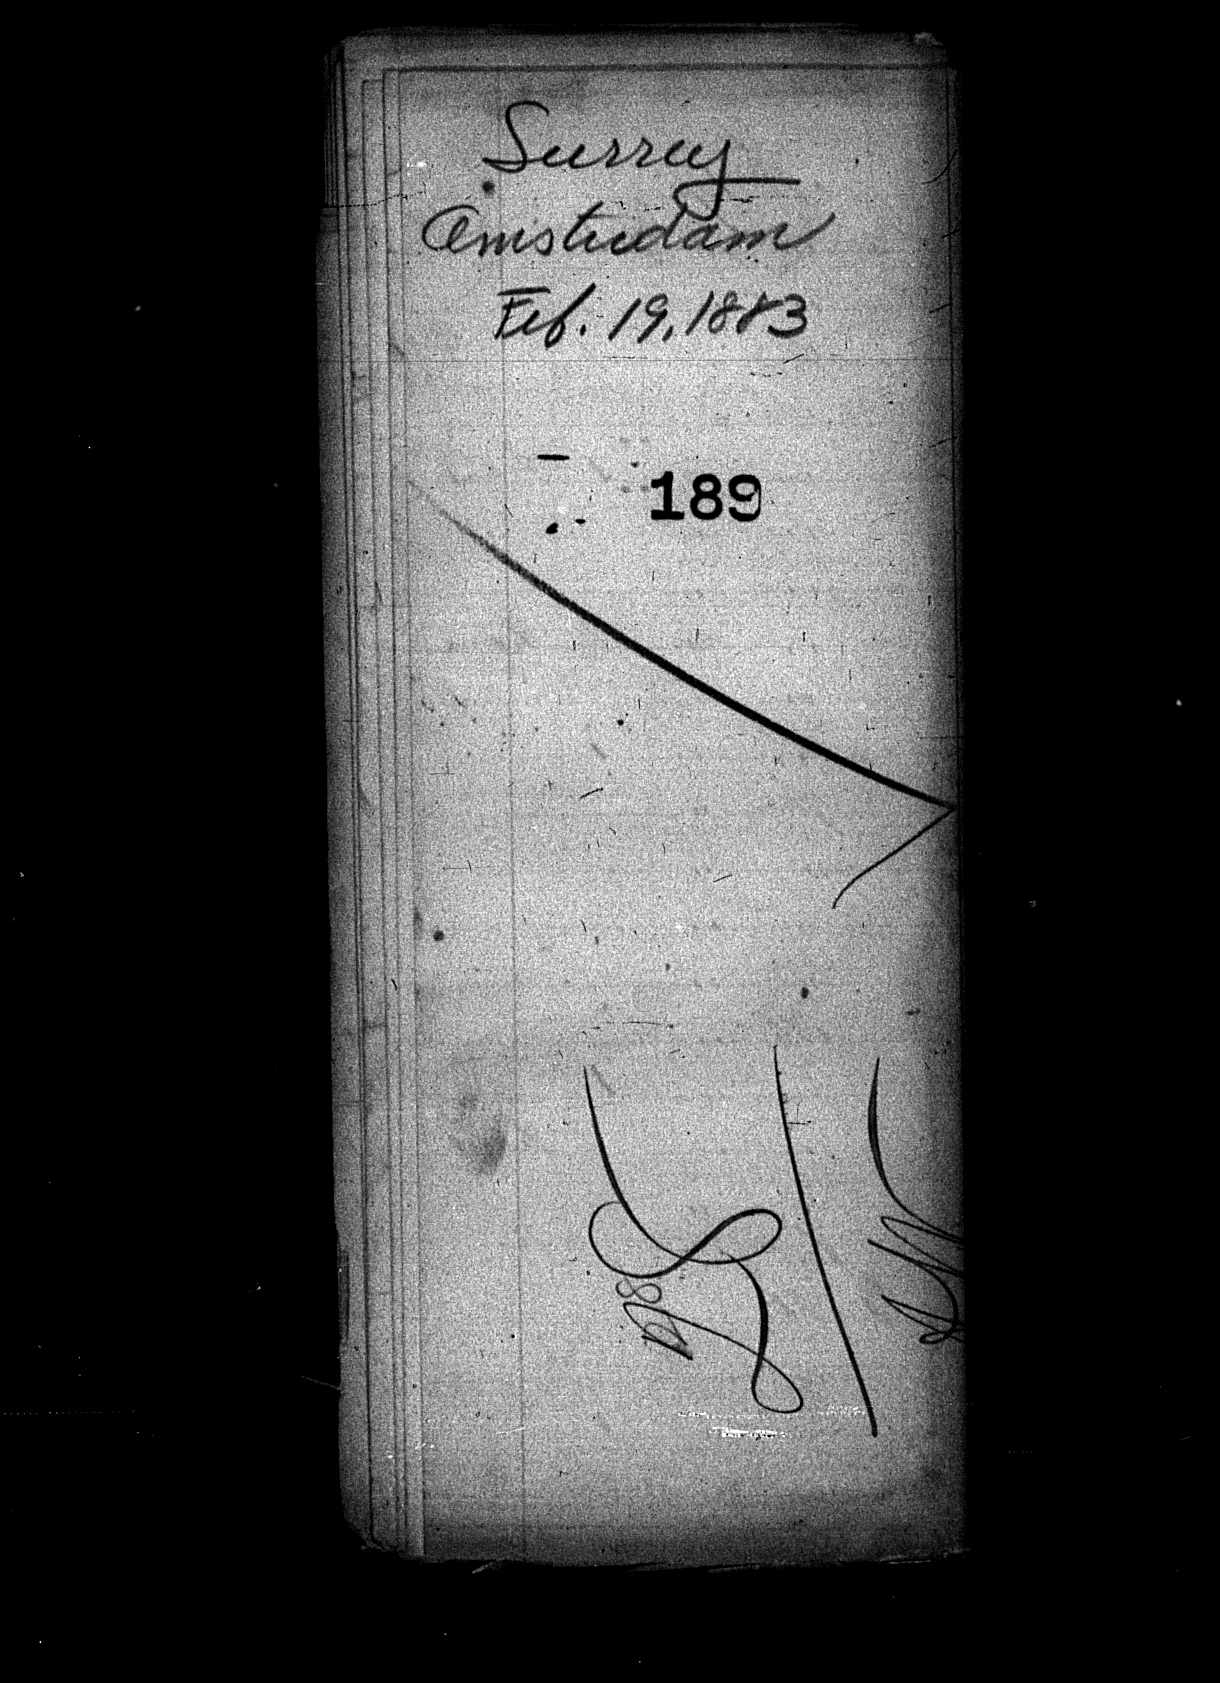 Surrey
Amsterdam
Feb. 19, 1883
189